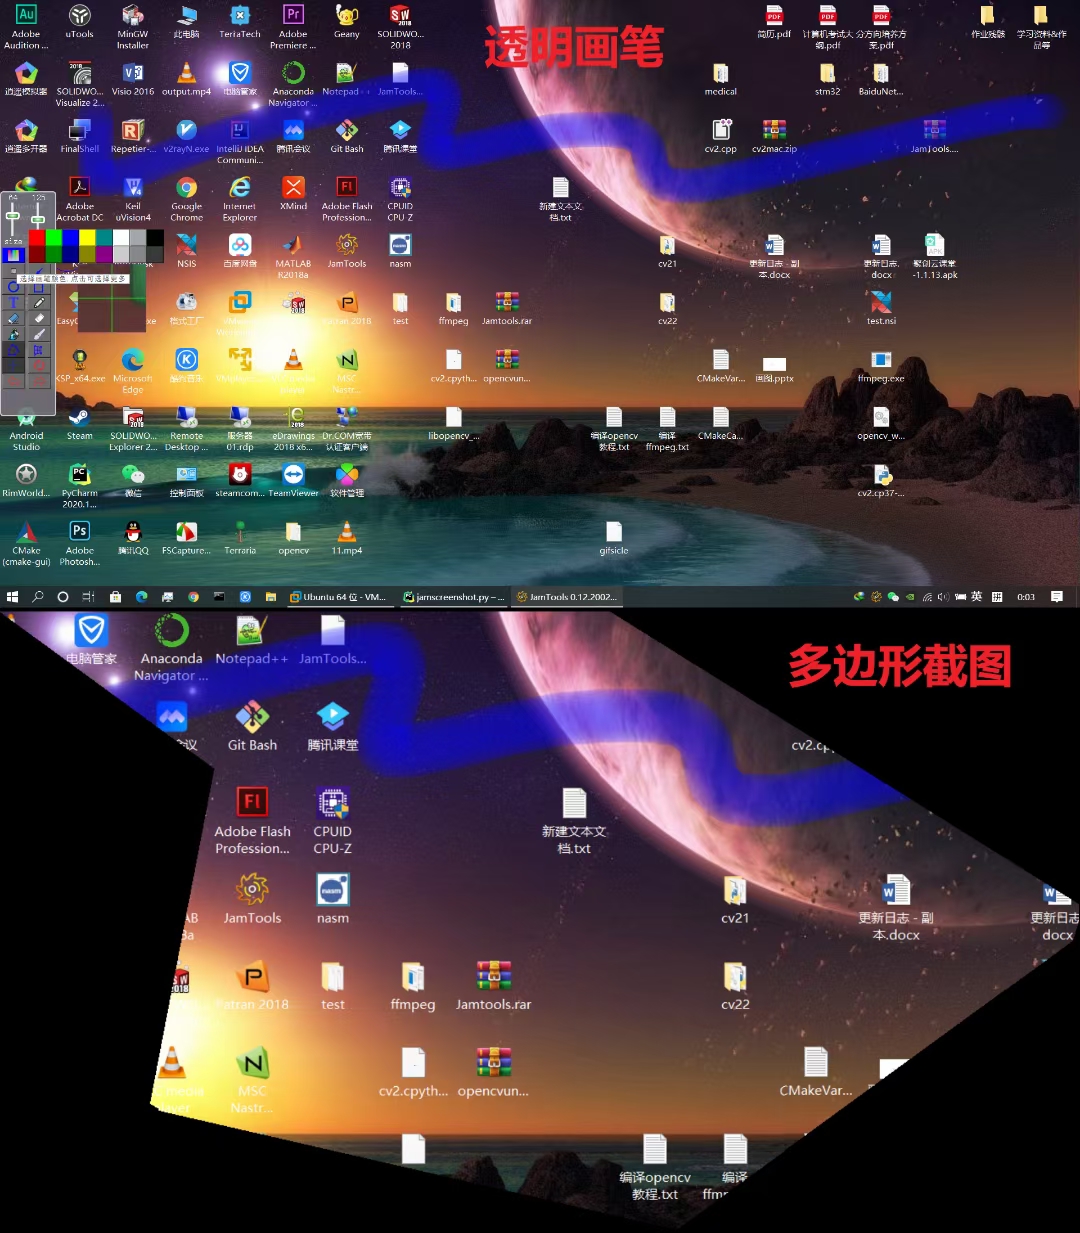 透明画笔
Adobe Audition ...
uTools
MinGW Installer
此电脑
TerraTech
Adobe Premiere ...
Geany
SOLIDWO... 2018
简历.pdf
计算机考试大纲.pdf
分方向培养方案.pdf
作业残骸
学习资料&作品等
逍遥模拟器
SOLIDWO... Visualize 2...
Visio 2016
output.mp4
电脑管家
Anaconda Navigator ...
Notepad++
JamTools...
medical
stm32
BaiduNet...
逍遥多开器
FinalShell
Repetier-...
v2rayN.exe
IntelliJ IDEA Communi...
腾讯会议
Git Bash
腾讯课堂
cv2.cpp
cv2mac.zip
JamTools....
64
125
size
Adobe Acrobat DC
Keil uVision4
Google Chrome
Internet Explorer
XMind
Adobe Flash Profession...
CPUID CPU-Z
新建文本文档.txt
NSIS
百度网盘
MATLAB R2018a
JamTools
nasm
cv21
更新日志 - 副本.docx
更新日志.docx
聚创云课堂-1.1.13.apk
选择画笔颜色,点击可选择更多
格式工厂
Patran 2018
test
ffmpeg
Jamtools.rar
cv22
test.nsi
KSP_x64.exe
Microsoft Edge
酷我音乐
MSC Nastr...
cv2.cpyth...
opencvun...
CMakeVar...
画图.pptx
ffmpeg.exe
Android Studio
Steam
SOLIDWO... Explorer 2...
Remote Desktop ...
服务器01.rdp
eDrawings 2018 x6...
Dr.COM宽带认证客户端
libopencv_...
编译opencv教程.txt
编译ffmpeg.txt
CMakeCa...
opencv_w...
RimWorld...
PyCharm 2020.1...
微信
控制面板
steamcom...
TeamViewer
软件管理
cv2.cp37-...
CMake (cmake-gui)
Adobe Photosh...
腾讯QQ
FSCapture...
Terraria
opencv
11.mp4
gifsicle
Ubuntu 64 位 - VM...
jamscreenshot.py – ...
JamTools 0.12.2002...
英
拼
0:03
多边形截图
电脑管家
Anaconda Navigator ...
Notepad++
JamTools...
会议
Git Bash
腾讯课堂
cv2.cp
Adobe Flash Profession...
CPUID CPU-Z
新建文本文档.txt
JamTools
nasm
cv21
更新日志 - 副本.docx
更新日志 docx
Patran 2018
test
ffmpeg
Jamtools.rar
cv22
MSC Nastr...
cv2.cpyth...
opencvun...
CMakeVar...
编译opencv教程.txt
编译